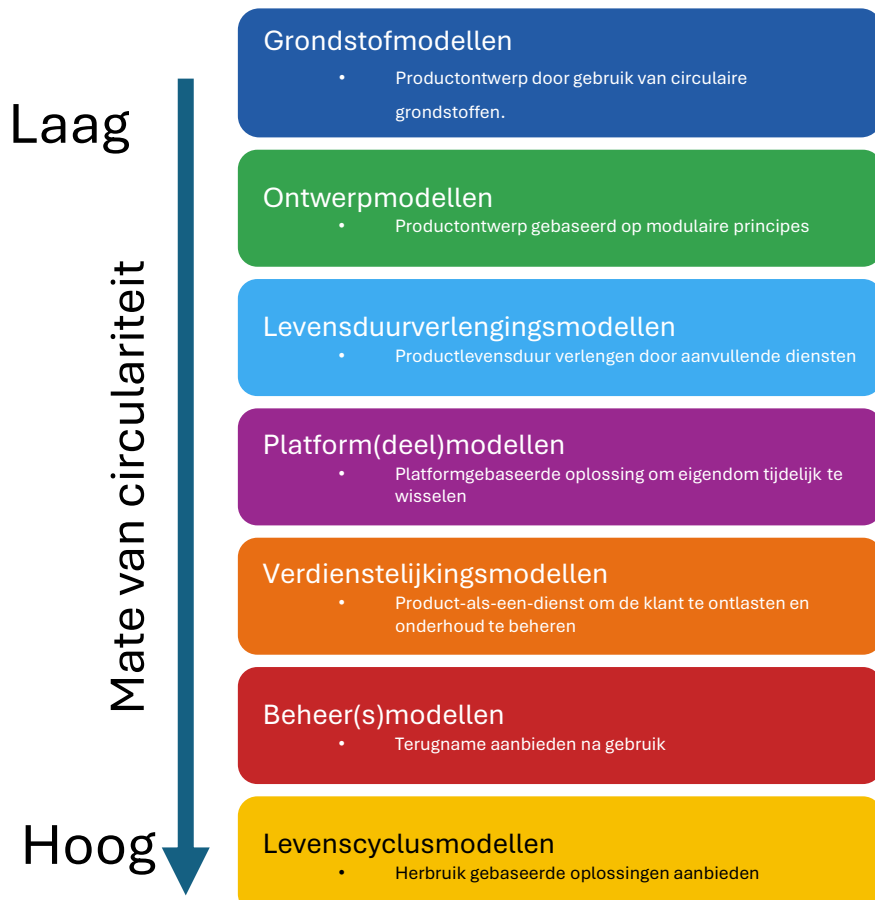 Laag
Mate van circulariteit
Hoog
Grondstofmodellen
• Productontwerp door gebruik van circulaire
grondstoffen.
Ontwerpmodellen
• Productontwerp gebaseerd op modulaire principes
Levensduurverlengingsmodellen
• Productlevensduur verlengen door aanvullende diensten
Platform(deel)modellen
• Platformgebaseerde oplossing om eigendom tijdelijk te
wisselen
Verdienstelijkingsmodellen
• Product-als-een-dienst om de klant te ontlasten en
onderhoud te beheren
Beheer(s)modellen
• Terugname aanbieden na gebruik
Levenscyclusmodellen
• Herbruik gebaseerde oplossingen aanbieden